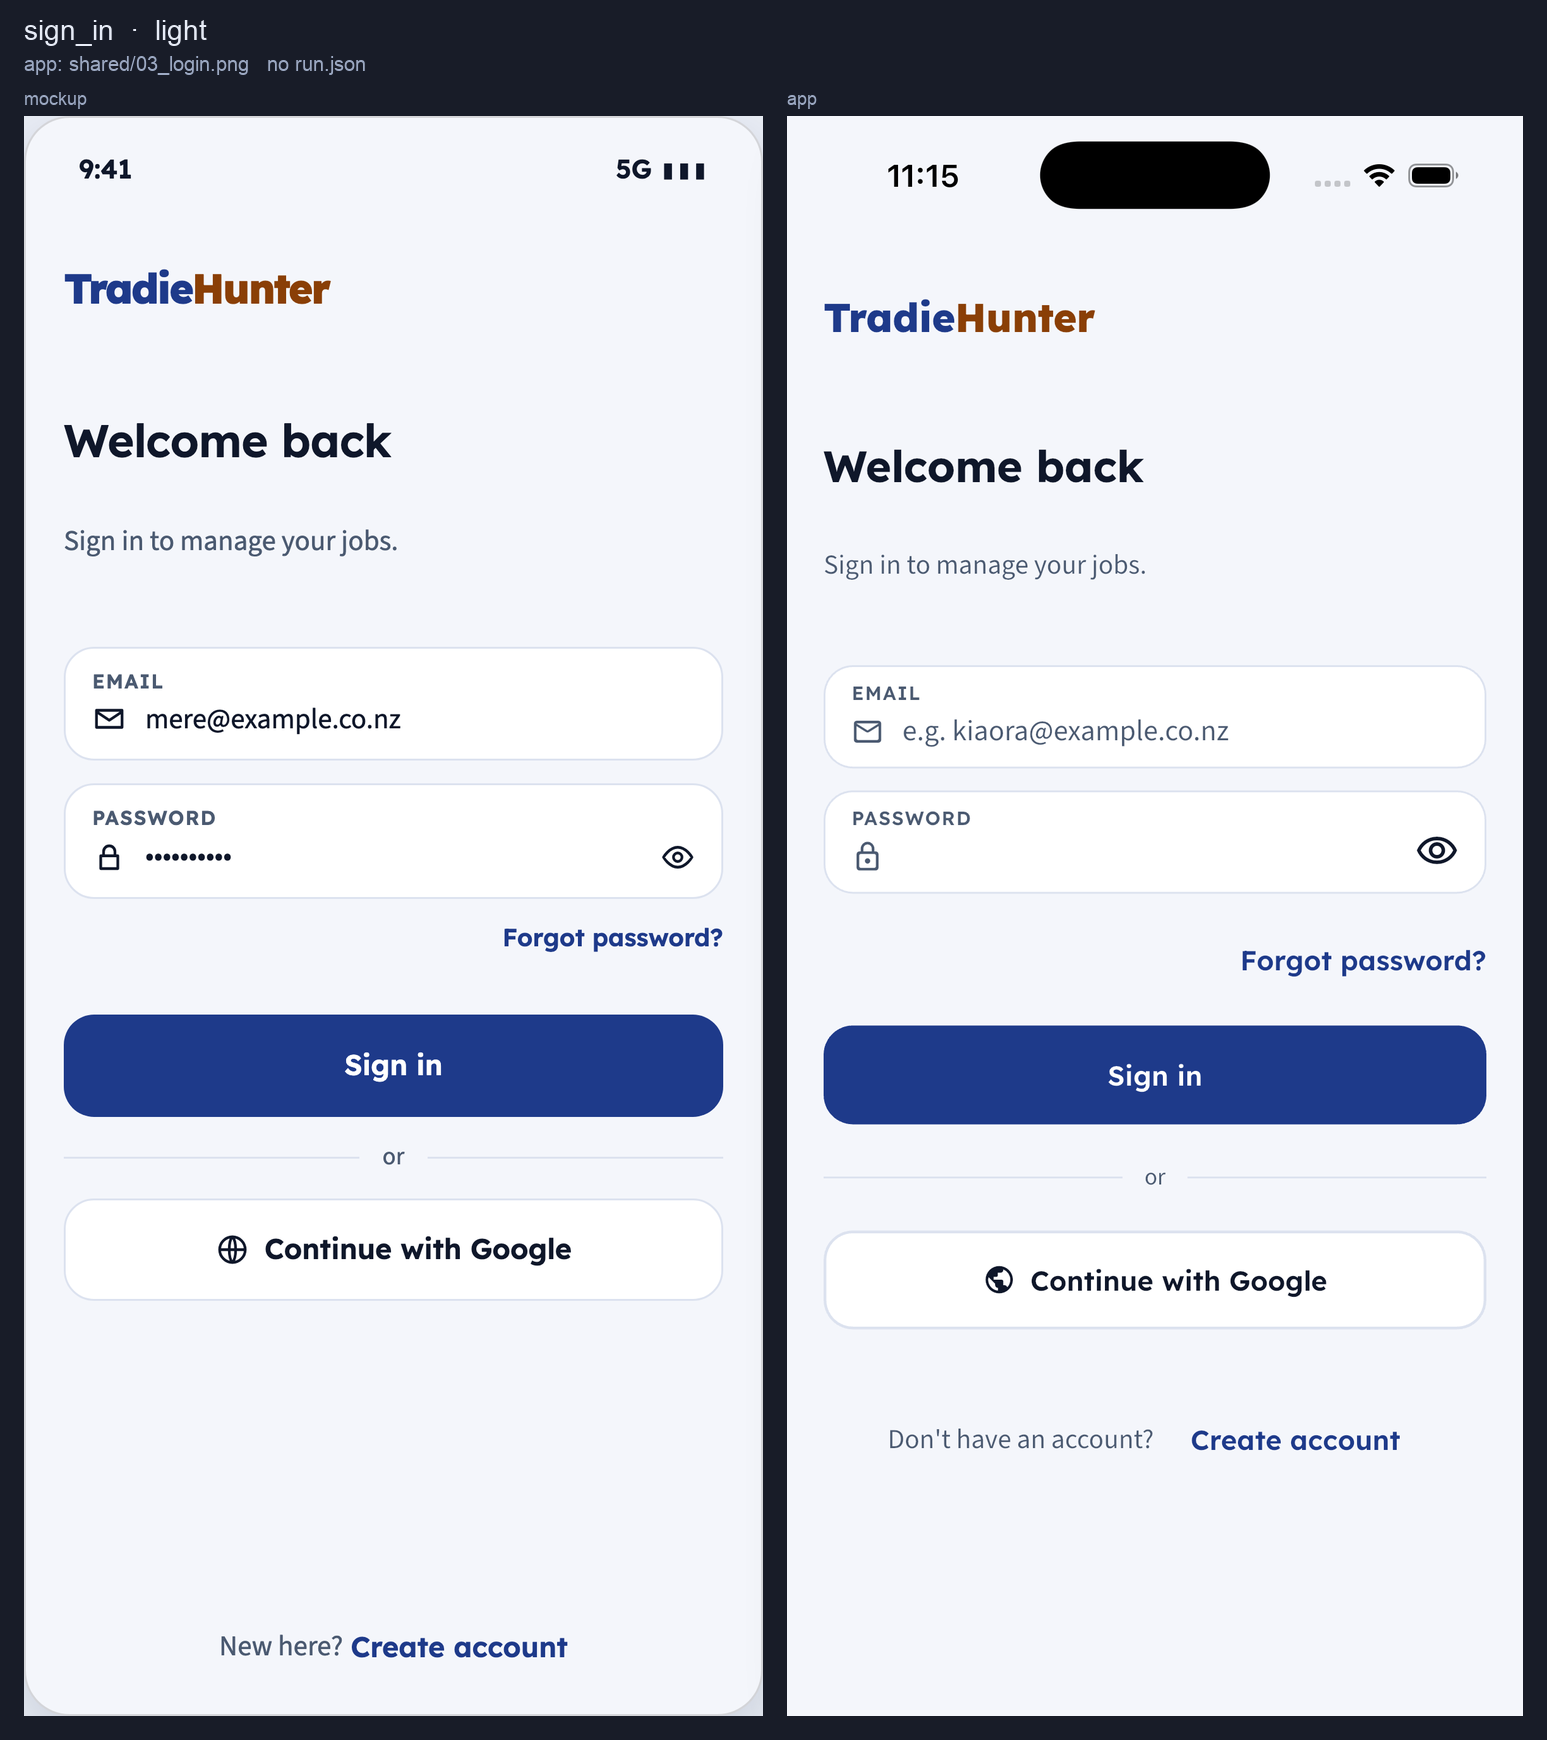 sign_in · light
app: shared/03_login.png no run.json
mockup
9:41 5G
TradieHunter
Welcome back
Sign in to manage your jobs.
EMAIL
mere@example.co.nz
PASSWORD
••••••••••
Forgot password?
Sign in
or
Continue with Google
New here? Create account
app
11:15
TradieHunter
Welcome back
Sign in to manage your jobs.
EMAIL
e.g. kiaora@example.co.nz
PASSWORD
Forgot password?
Sign in
or
Continue with Google
Don't have an account? Create account